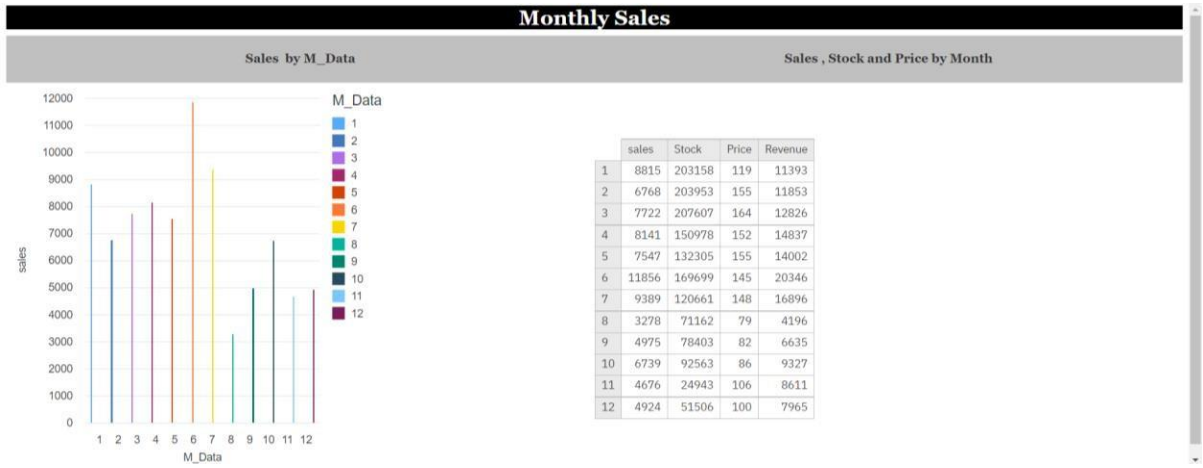 Monthly Sales
Sales by M_Data
Sales , Stock and Price by Month
12000
11000
10000
9000
8000
7000
6000
5000
4000
3000
2000
1000
0
sales
1 2 3 4 5 6 7 8 9 10 11 12
M_Data
M_Data
1
2
3
4
5
6
7
8
9
10
11
12
sales Stock Price Revenue
1 8815 203158 119 11393
2 6768 203953 155 11853
3 7722 207607 164 12826
4 8141 150978 152 14837
5 7547 132305 155 14002
6 11856 169699 145 20346
7 9389 120661 148 16896
8 3278 71162 79 4196
9 4975 78403 82 6635
10 6739 92563 86 9327
11 4676 24943 106 8611
12 4924 51506 100 7965